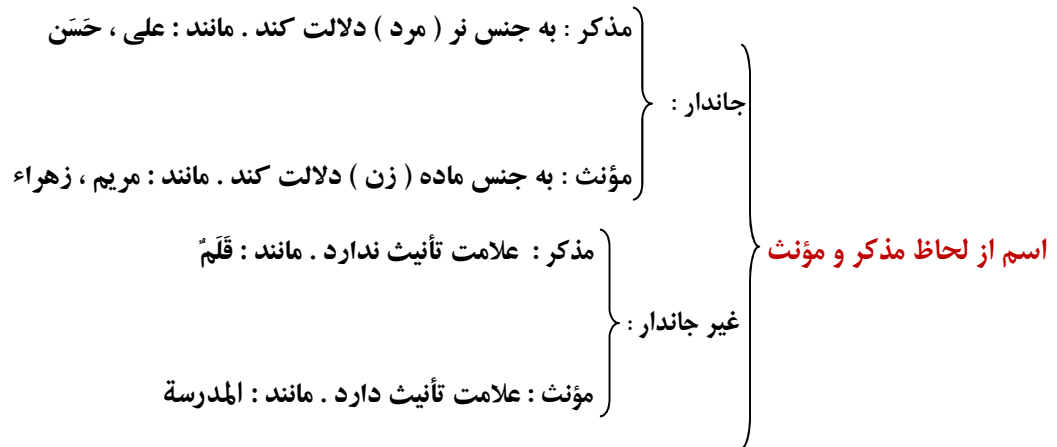 مذکر : به جنس نر ( مرد ) دلالت کند . مانند : علی ، حَسَن
جاندار :
مؤنث : به جنس ماده ( زن ) دلالت کند . مانند : مریم ، زهراء
اسم از لحاظ مذکر و مؤنث
مذکر : علامت تأنیث ندارد . مانند : قَلَمٌ
غیر جاندار :
مؤنث : علامت تأنیث دارد . مانند : المدرسة